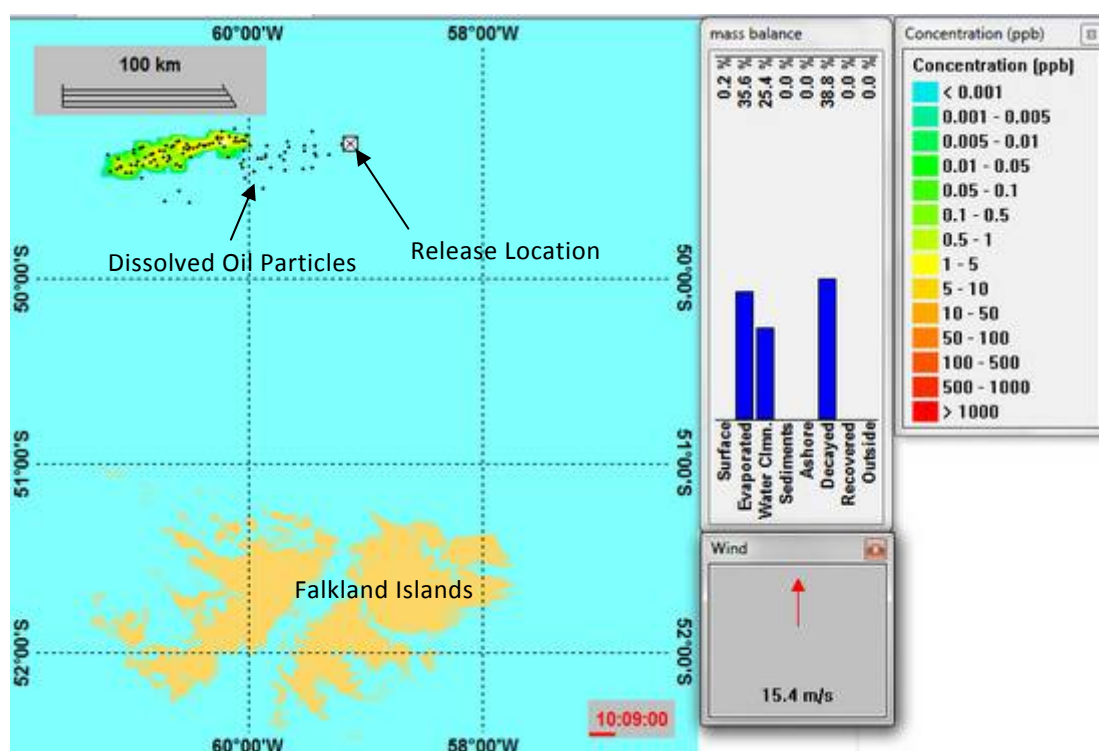 60°00'W
58°00'W
100 km
Dissolved Oil Particles
Release Location
50°00'S
50°00'S
51°00'S
51°00'S
Falkland Islands
52°00'S
52°00'S
10:09:00
60°00'W
58°00'W
mass balance
0.2 %
35.6 %
25.4 %
0.0 %
0.0 %
38.8 %
0.0 %
0.0 %
Surface
Evaporated
Water Clmn.
Sediments
Ashore
Decayed
Recovered
Outside
Wind
15.4 m/s
Concentration (ppb)
Concentration (ppb)
< 0.001
0.001 - 0.005
0.005 - 0.01
0.01 - 0.05
0.05 - 0.1
0.1 - 0.5
0.5 - 1
1 - 5
5 - 10
10 - 50
50 - 100
100 - 500
500 - 1000
> 1000